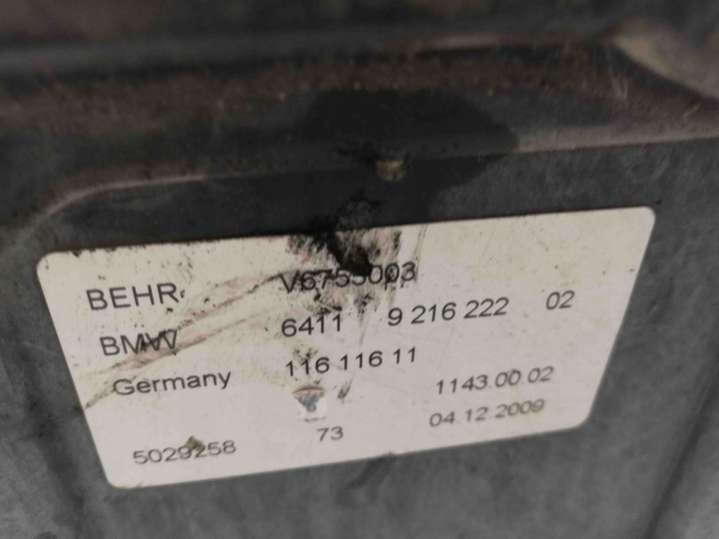 BEHR V6755003
BMW 6411 9 216 222 02
Germany 116 116 11
1143.00 02
5029258 73 04.12.2009